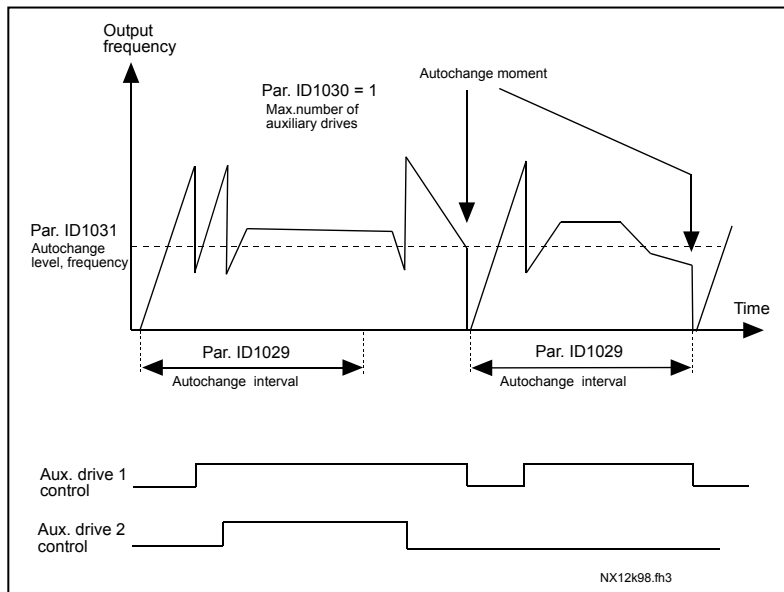 Output
frequency
Par. ID1030 = 1
Max.number of
auxiliary drives
Autochange moment
Par. ID1031
Autochange
level, frequency
Time
Par. ID1029
Autochange interval
Par. ID1029
Autochange interval
Aux. drive 1
control
Aux. drive 2
control
NX12k98.fh3